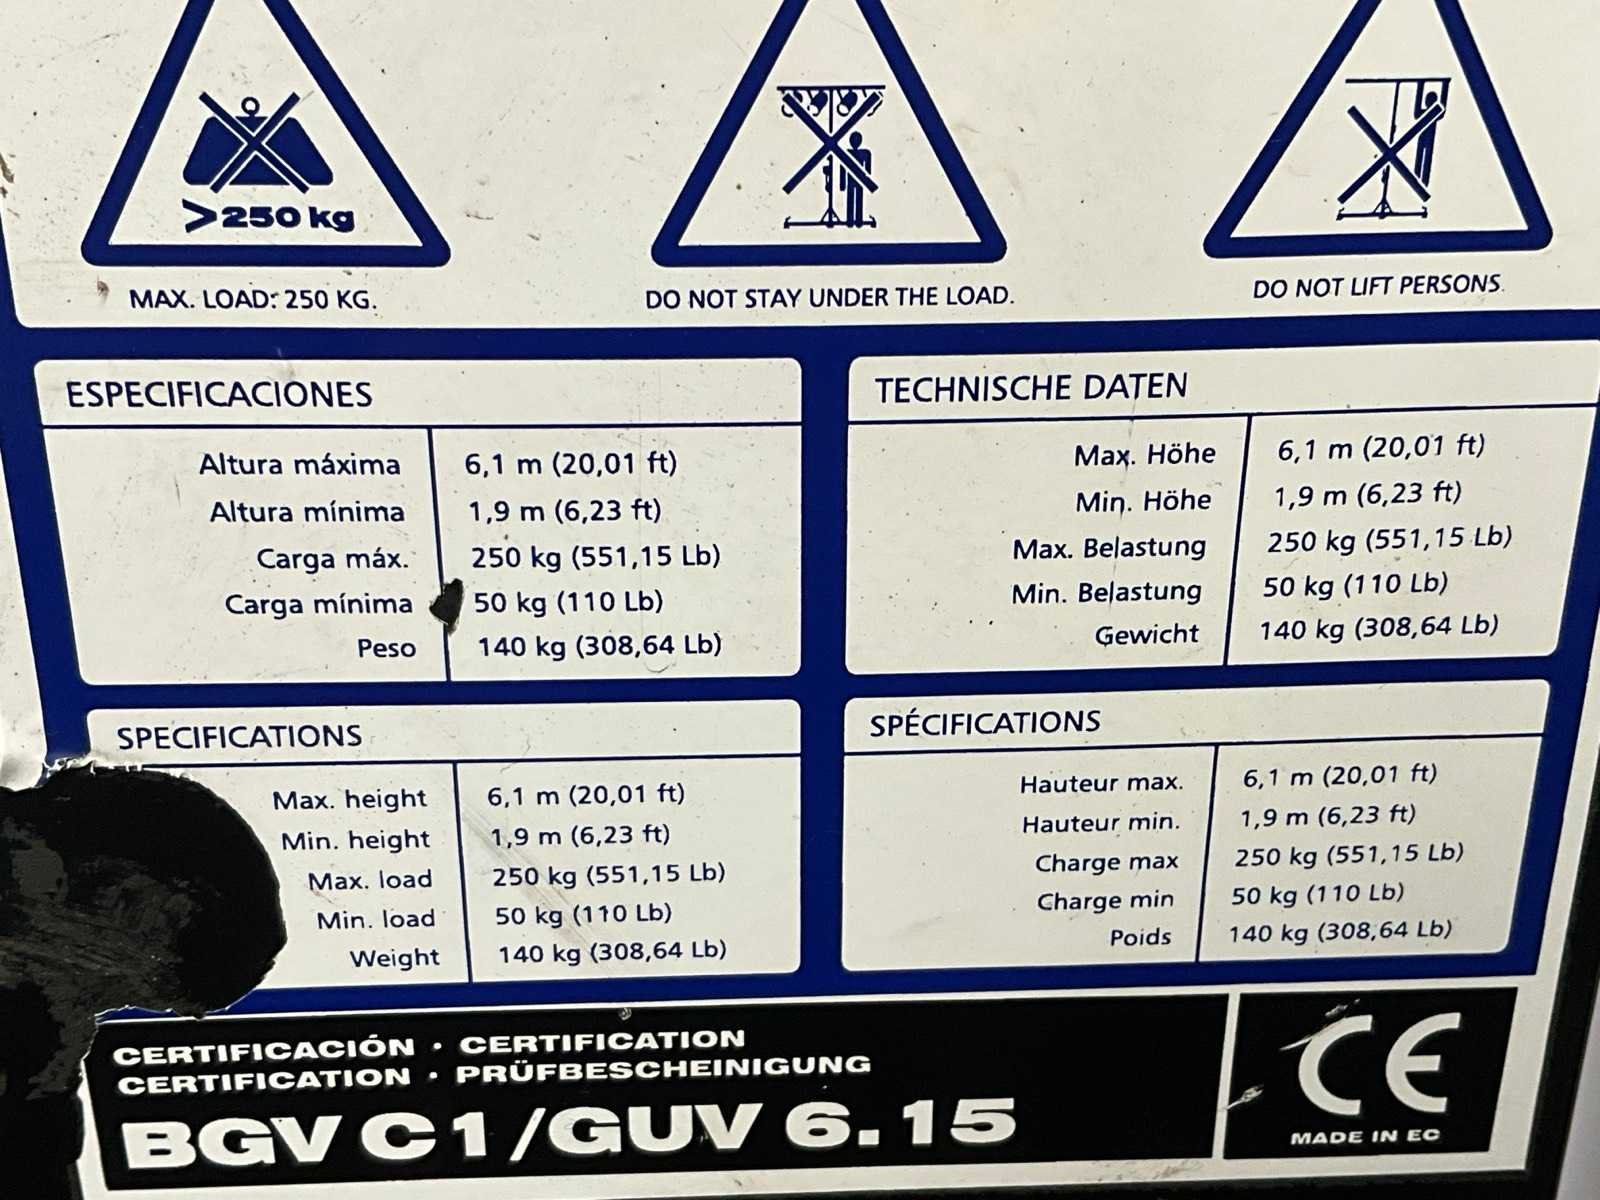 >250 kg
MAX. LOAD: 250 KG.
DO NOT STAY UNDER THE LOAD.
DO NOT LIFT PERSONS.
ESPECIFICACIONES
Altura máxima 6,1 m (20,01 ft)
Altura mínima 1,9 m (6,23 ft)
Carga máx. 250 kg (551,15 Lb)
Carga mínima 50 kg (110 Lb)
Peso 140 kg (308,64 Lb)
TECHNISCHE DATEN
Max. Höhe 6,1 m (20,01 ft)
Min. Höhe 1,9 m (6,23 ft)
Max. Belastung 250 kg (551,15 Lb)
Min. Belastung 50 kg (110 Lb)
Gewicht 140 kg (308,64 Lb)
SPECIFICATIONS
Max. height 6,1 m (20,01 ft)
Min. height 1,9 m (6,23 ft)
Max. load 250 kg (551,15 Lb)
Min. load 50 kg (110 Lb)
Weight 140 kg (308,64 Lb)
SPÉCIFICATIONS
Hauteur max. 6,1 m (20,01 ft)
Hauteur min. 1,9 m (6,23 ft)
Charge max 250 kg (551,15 Lb)
Charge min 50 kg (110 Lb)
Poids 140 kg (308,64 Lb)
CERTIFICACIÓN · CERTIFICATION
CERTIFICATION · PRÜFBESCHEINIGUNG
BGV C1/GUV 6.15
CE
MADE IN EC